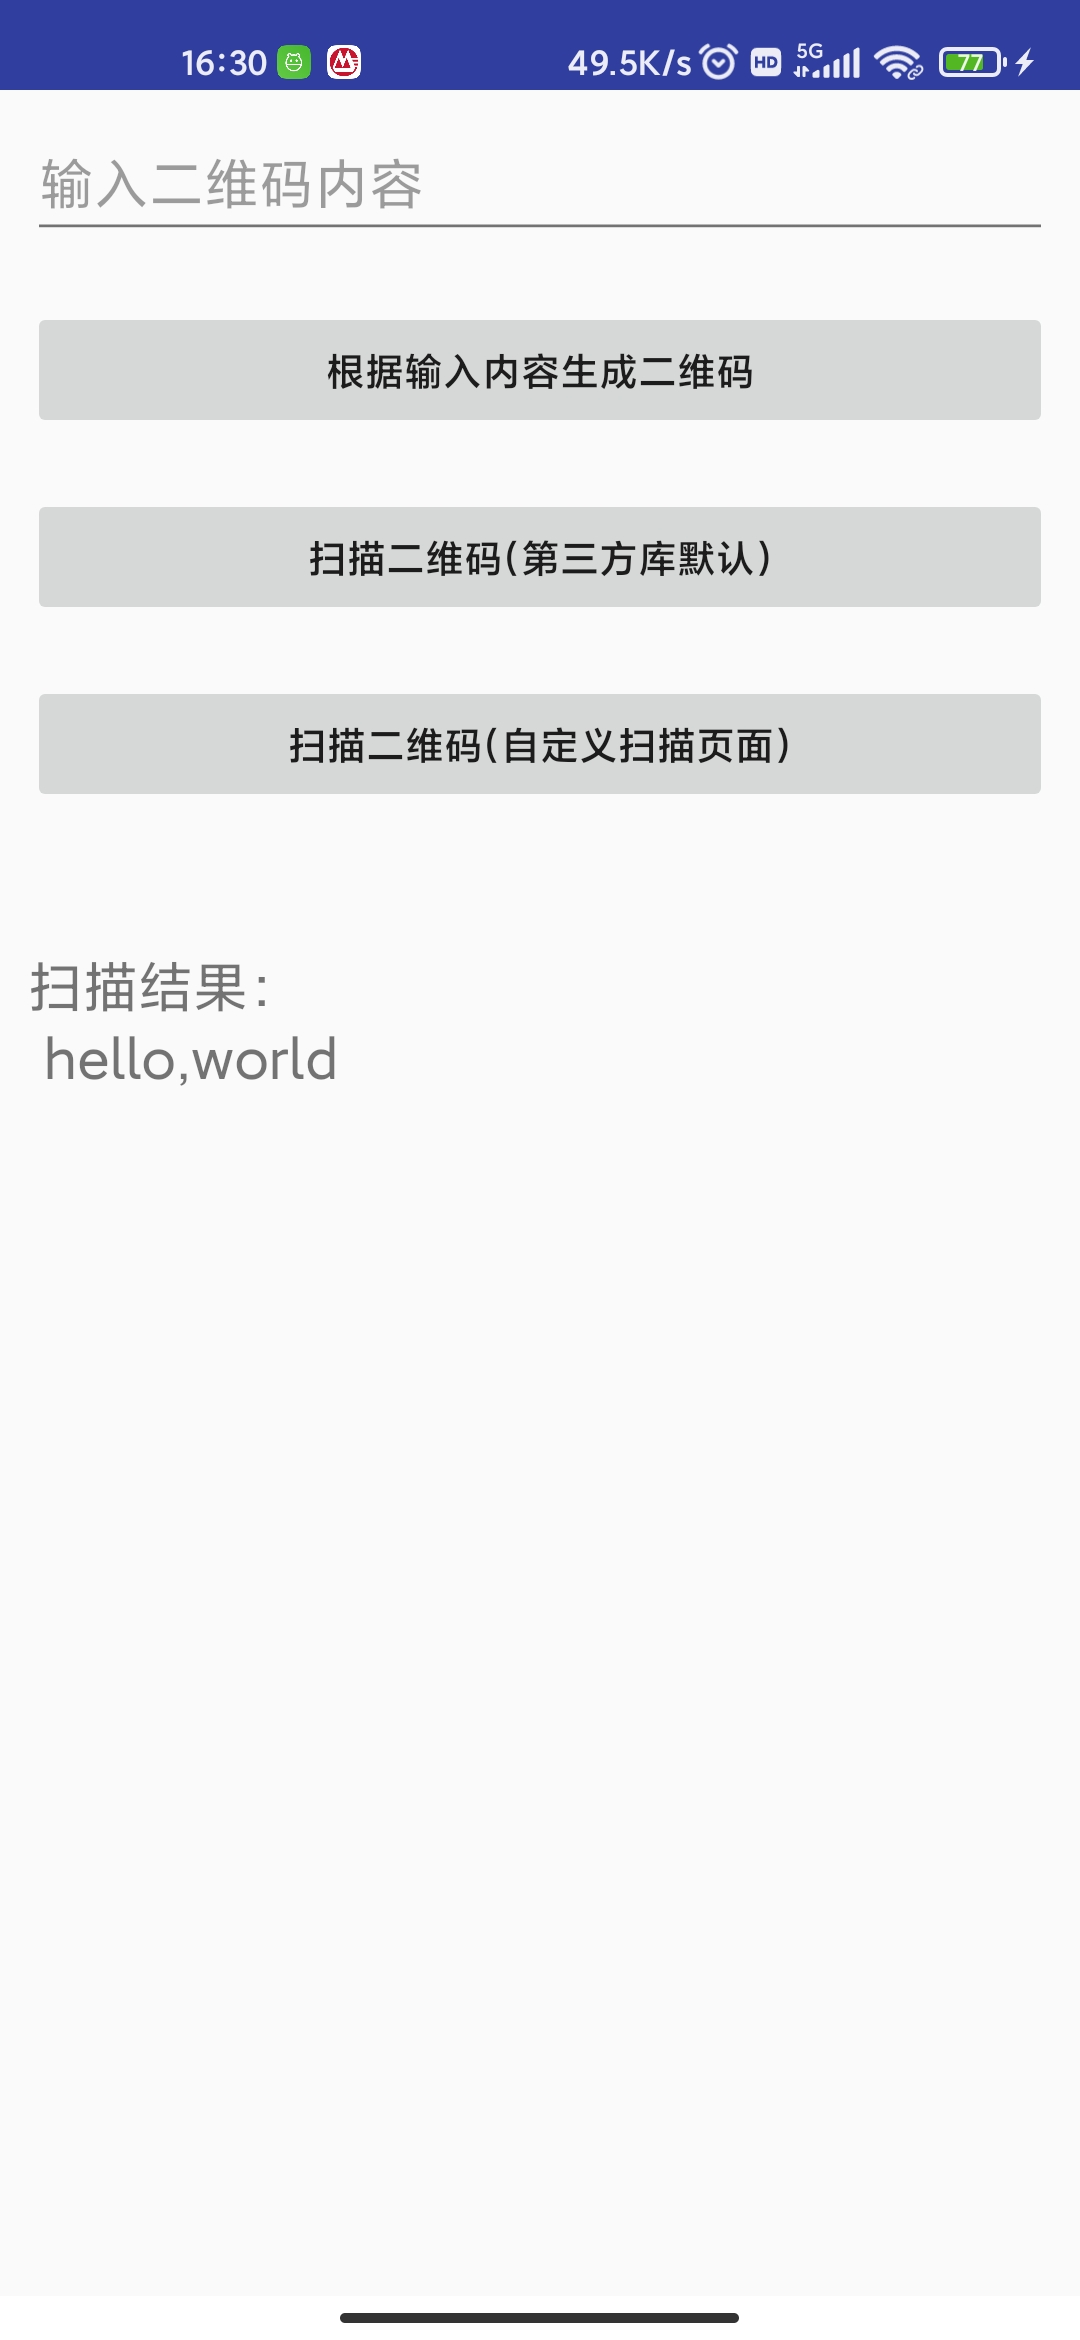 16:30 49.5K/s HD 5G 77
输入二维码内容
根据输入内容生成二维码
扫描二维码(第三方库默认)
扫描二维码(自定义扫描页面)
扫描结果:
hello,world